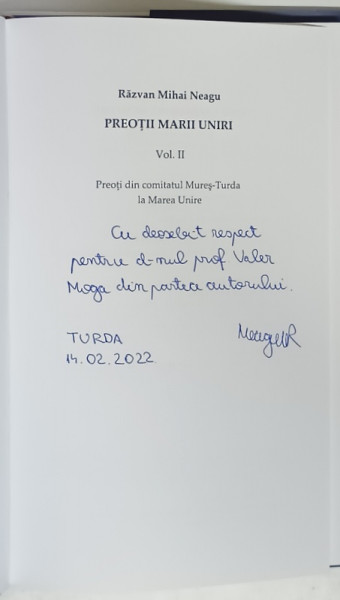 Răzvan Mihai Neagu
PREOȚII MARII UNIRI
Vol. II
Preoți din comitatul Mureș-Turda
la Marea Unire
Cu deosebit respect
pentru d-nul prof Valer
Moga din partea autorului.
TURDA
14.02.2022
NeaguR